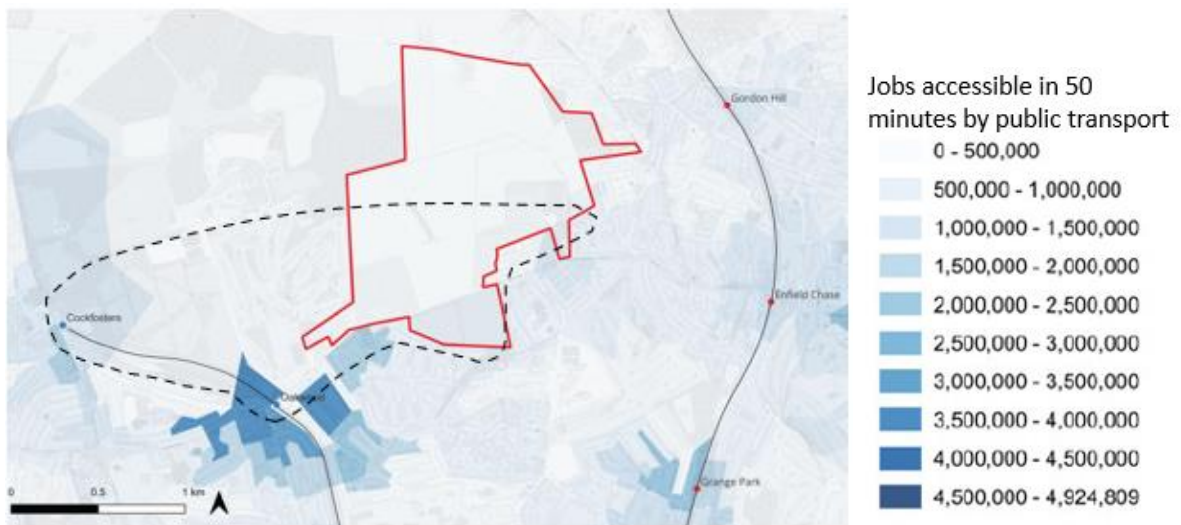 Gordon Hill
Jobs accessible in 50
minutes by public transport
0 - 500,000
500,000 - 1,000,000
1,000,000 - 1,500,000
1,500,000 - 2,000,000
2,000,000 - 2,500,000
2,500,000 - 3,000,000
3,000,000 - 3,500,000
3,500,000 - 4,000,000
4,000,000 - 4,500,000
4,500,000 - 4,924,809
Enfield Chase
Cockfosters
Grange Park
0 0.5 1 km